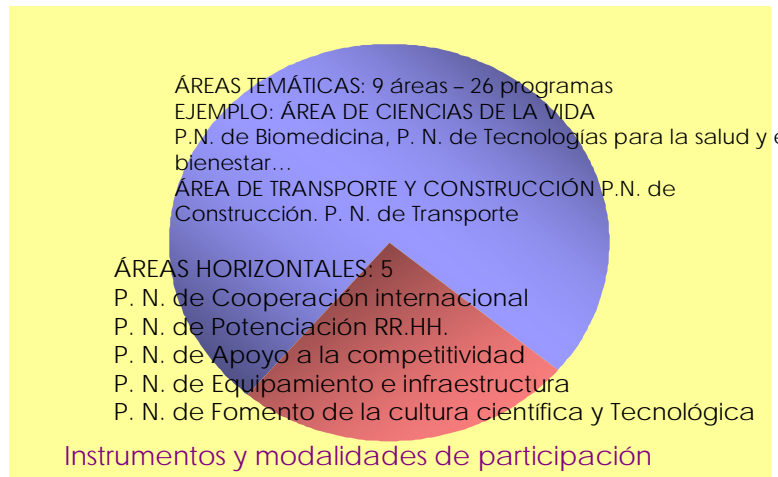 ÁREAS TEMÁTICAS: 9 áreas – 26 programas
EJEMPLO: ÁREA DE CIENCIAS DE LA VIDA
P.N. de Biomedicina, P. N. de Tecnologías para la salud y e
bienestar…
ÁREA DE TRANSPORTE Y CONSTRUCCIÓN P.N. de
Construcción. P. N. de Transporte
ÁREAS HORIZONTALES: 5
P. N. de Cooperación internacional
P. N. de Potenciación RR.HH.
P. N. de Apoyo a la competitividad
P. N. de Equipamiento e infraestructura
P. N. de Fomento de la cultura científica y Tecnológica
Instrumentos y modalidades de participación